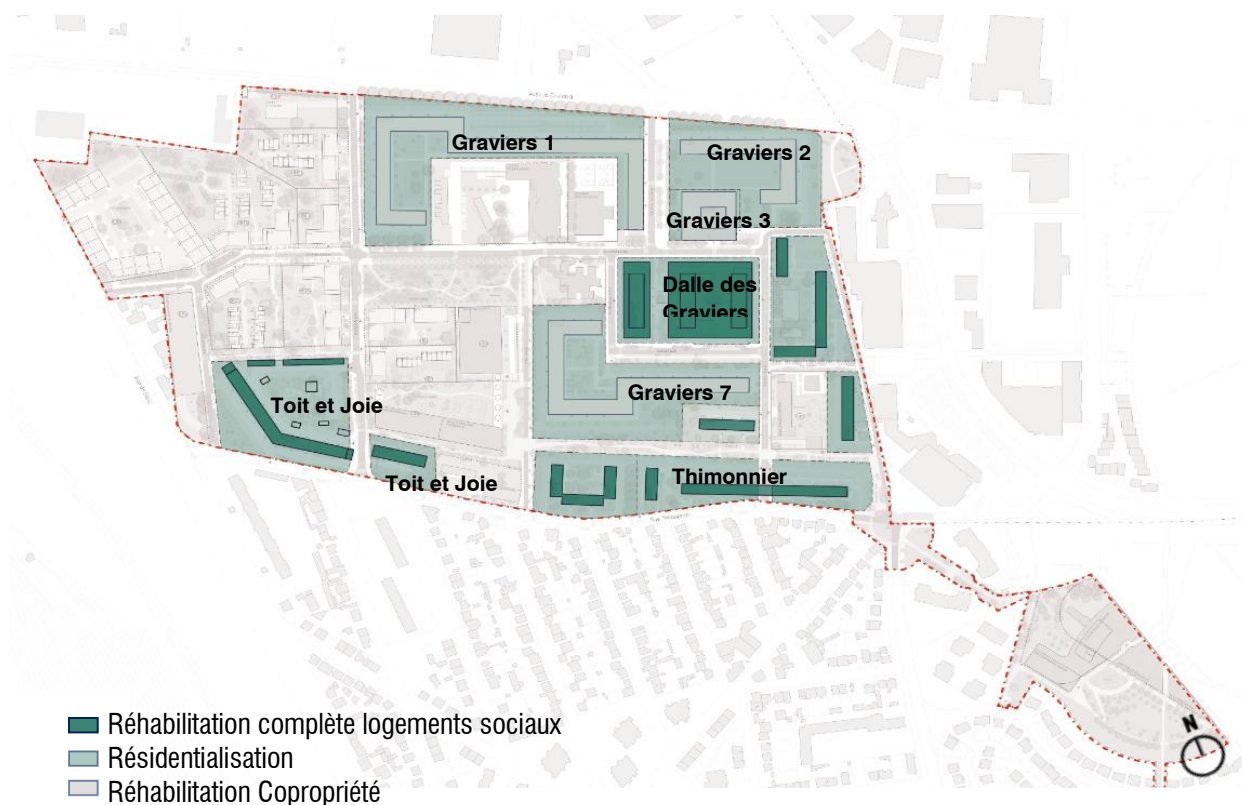 Graviers 1
Graviers 2
Graviers 3
Dalle des
Graviers
Graviers 7
Toit et Joie
Toit et Joie
Thimonnier
Réhabilitation complète logements sociaux
Résidentialisation
Réhabilitation Copropriété
N